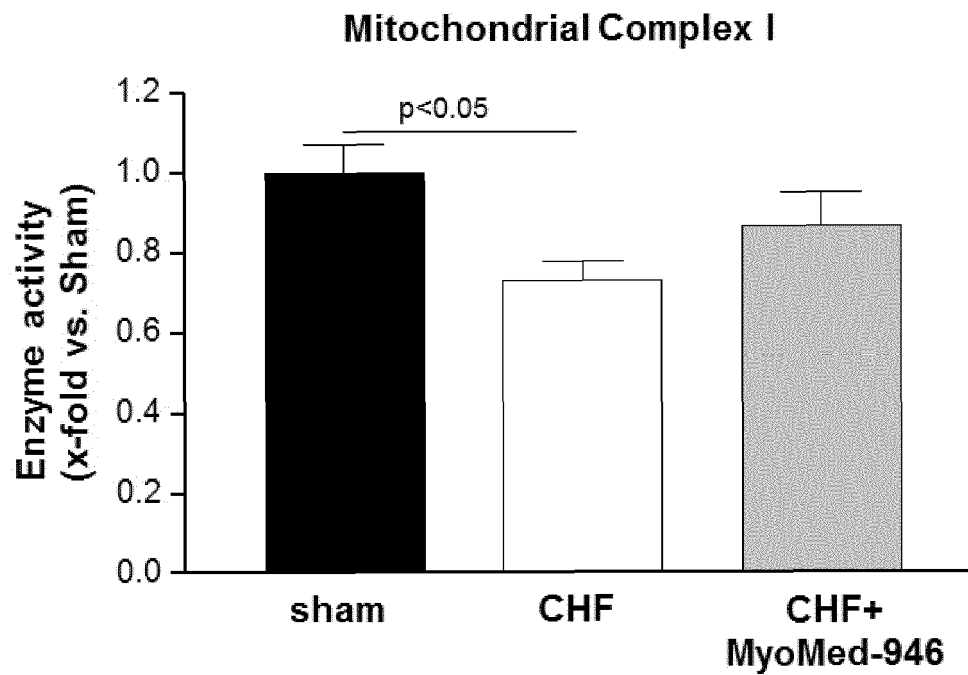 Mitochondrial Complex I
Enzyme activity
(x-fold vs. Sham)
1.2
1.0
0.8
0.6
0.4
0.2
0.0
p<0.05
sham
CHF
CHF+
MyoMed-946